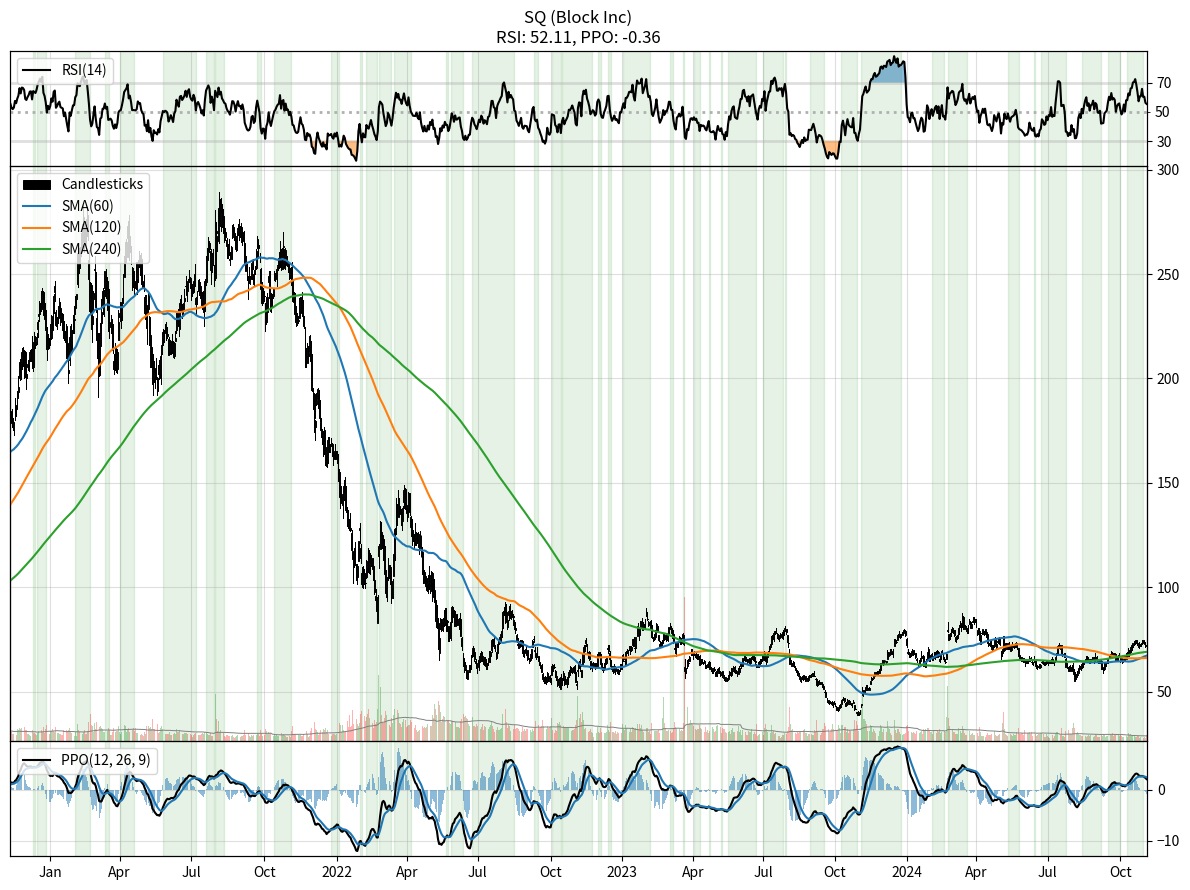 SQ (Block Inc)
RSI: 52.11, PPO: -0.36
RSI(14)
70
50
30
Candlesticks
SMA(60)
SMA(120)
SMA(240)
300
250
200
150
100
50
PPO(12, 26, 9)
0
−10
Jan Apr Jul Oct 2022 Apr Jul Oct 2023 Apr Jul Oct 2024 Apr Jul Oct